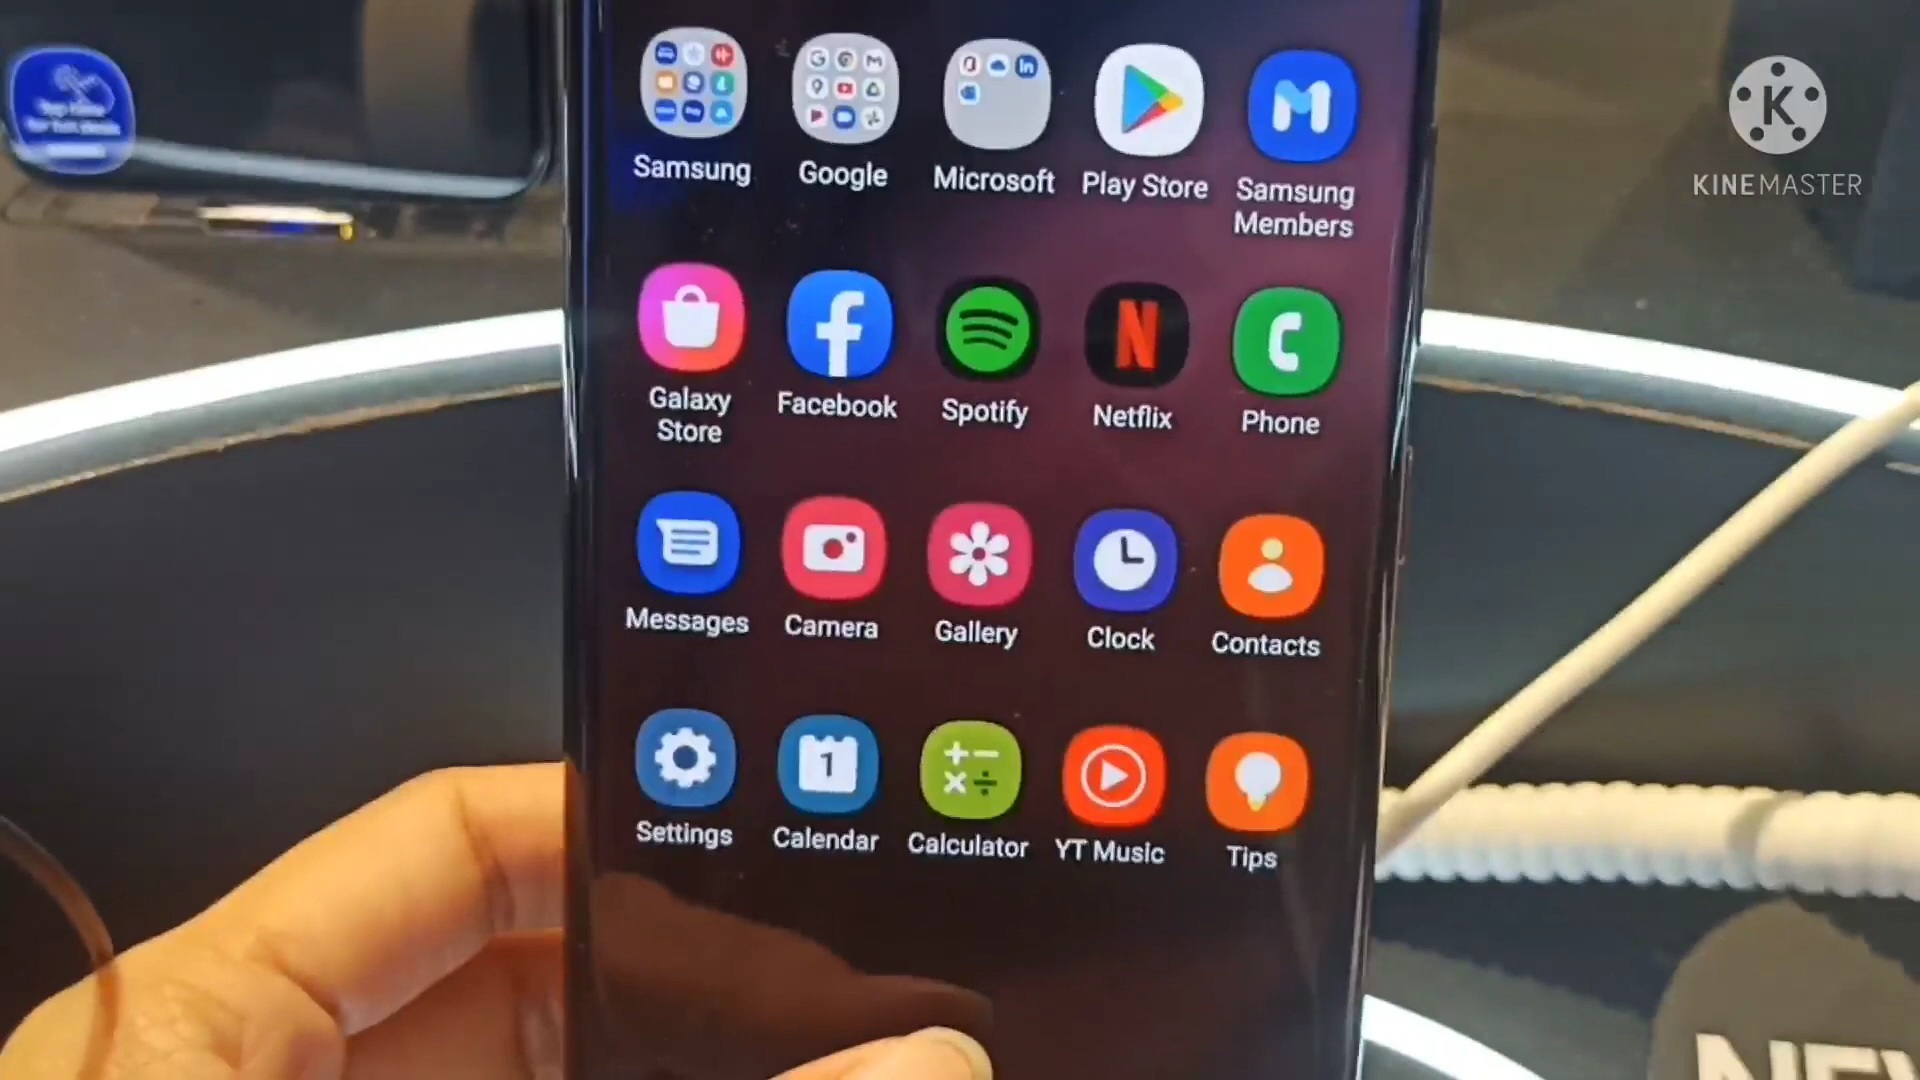 KINEMASTER
Samsung
Google
Microsoft
Play Store
Samsung
Members
Galaxy
Store
Facebook
Spotify
Netflix
Phone
Messages
Camera
Gallery
Clock
Contacts
1
Settings
Calendar
Calculator
YT Music
Tips